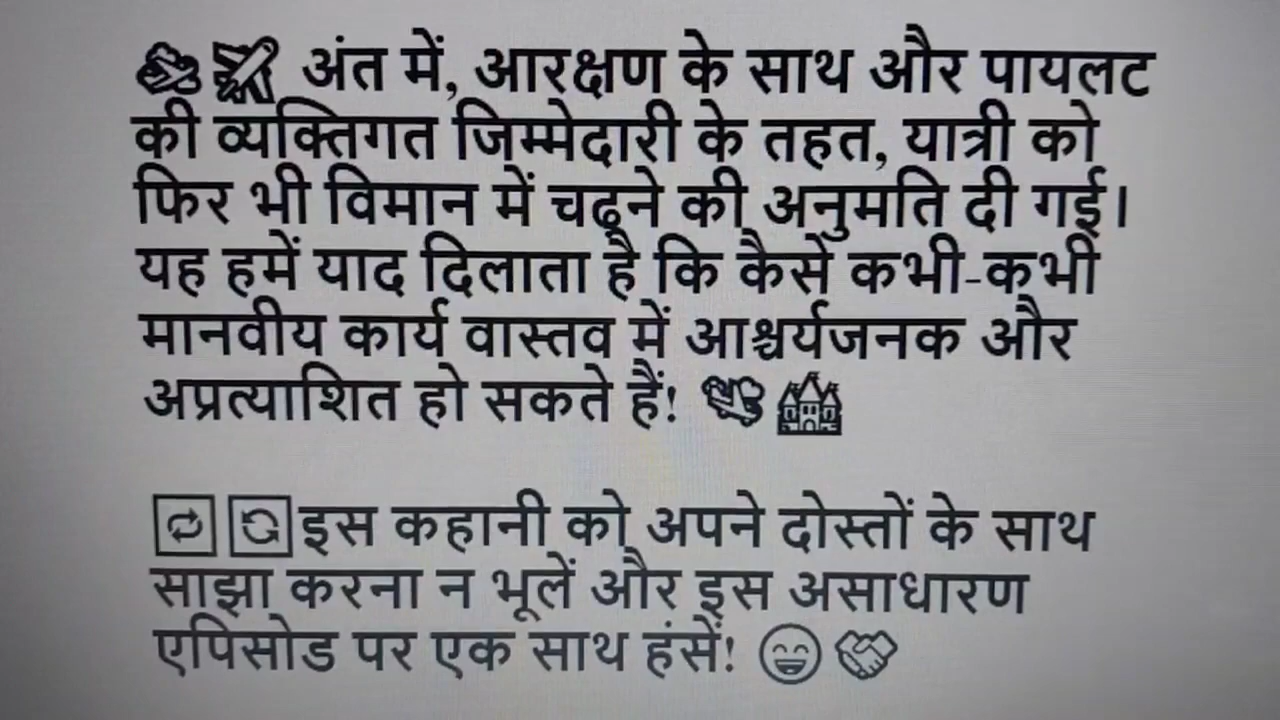 अंत में, आरक्षण के साथ और पायलट
की व्यक्तिगत जिम्मेदारी के तहत, यात्री को
फिर भी विमान में चढ़ने की अनुमति दी गई।
यह हमें याद दिलाता है कि कैसे कभी-कभी
मानवीय कार्य वास्तव में आश्चर्यजनक और
अप्रत्याशित हो सकते हैं!
इस कहानी को अपने दोस्तों के साथ
साझा करना न भूलें और इस असाधारण
एपिसोड पर एक साथ हंसें!